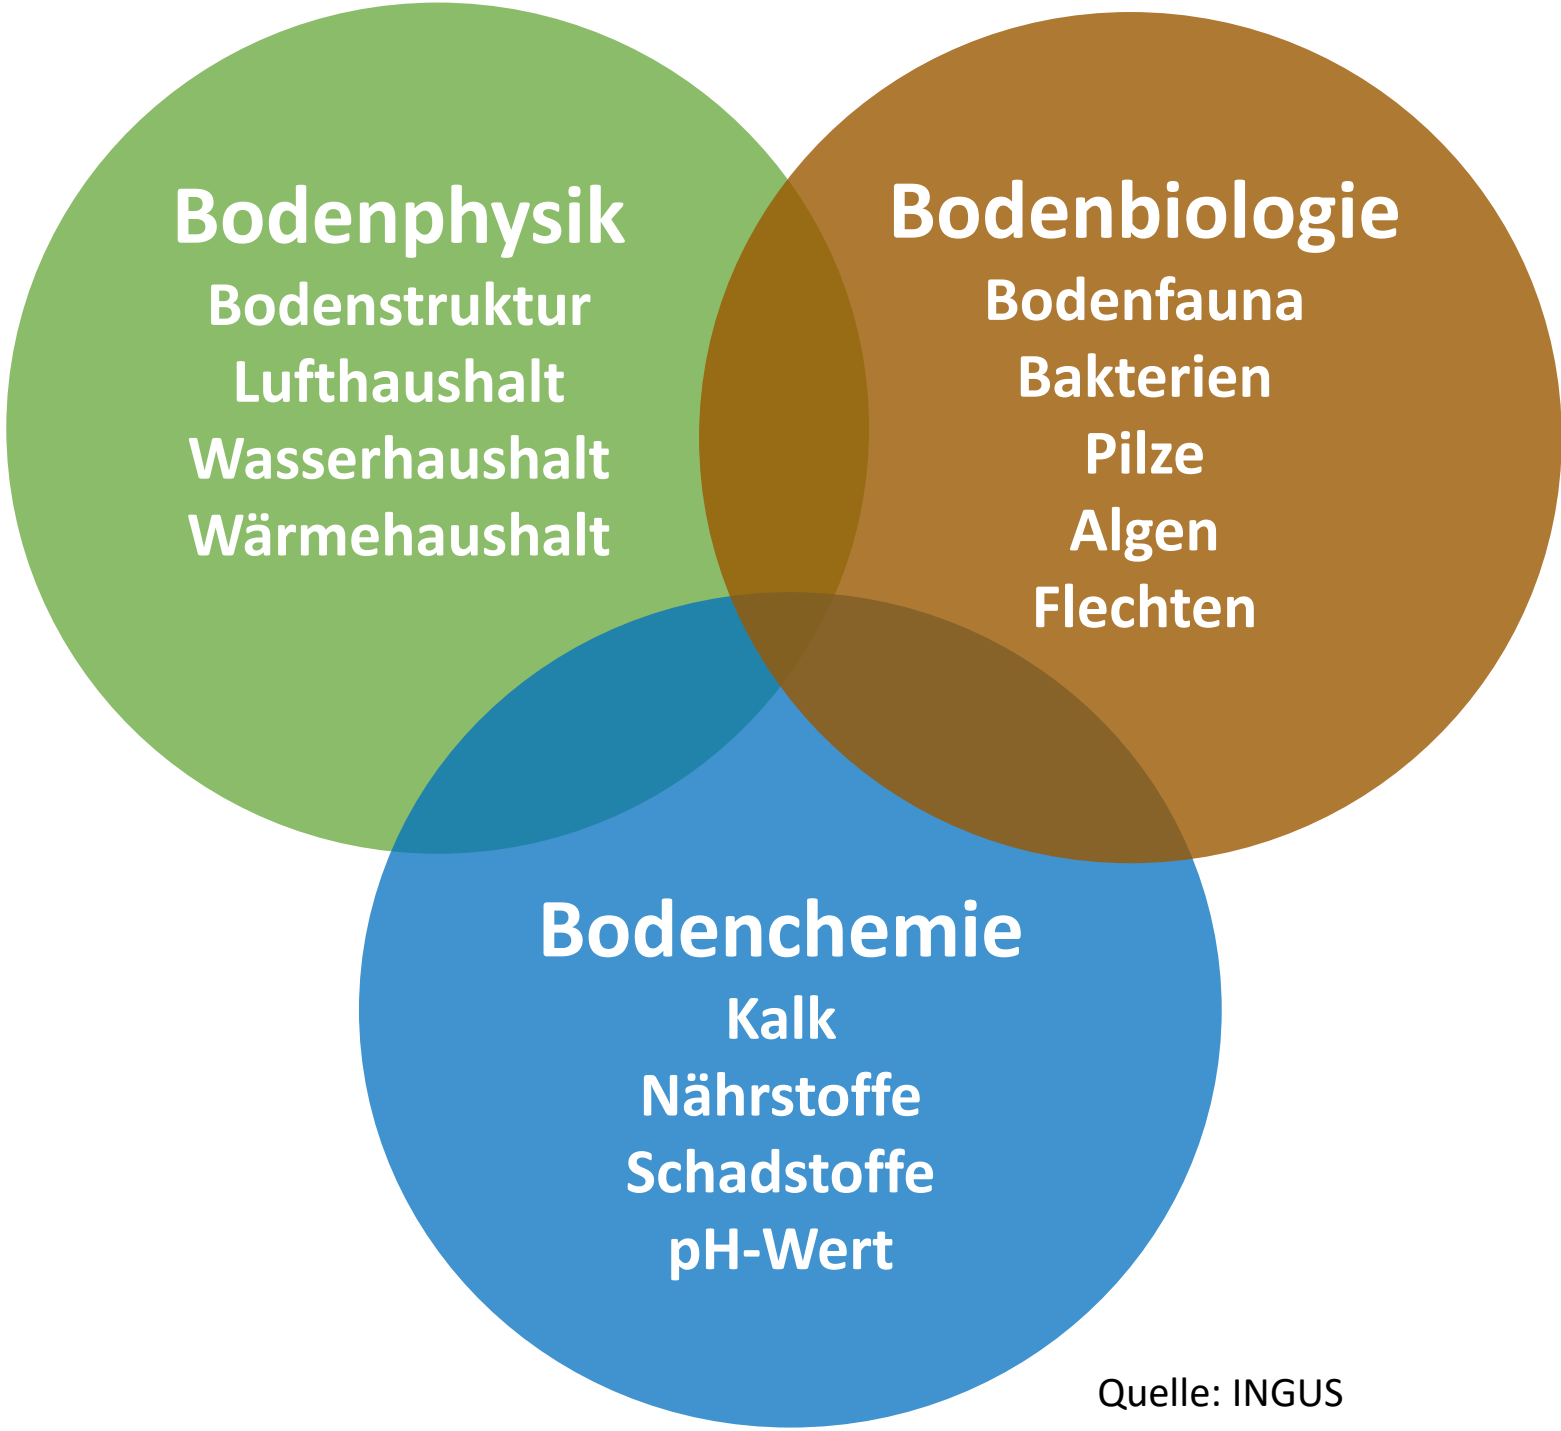 Bodenphysik
Bodenstruktur
Lufthaushalt
Wasserhaushalt
Wärmehaushalt
Bodenbiologie
Bodenfauna
Bakterien
Pilze
Algen
Flechten
Bodenchemie
Kalk
Nährstoffe
Schadstoffe
pH-Wert
Quelle: INGUS